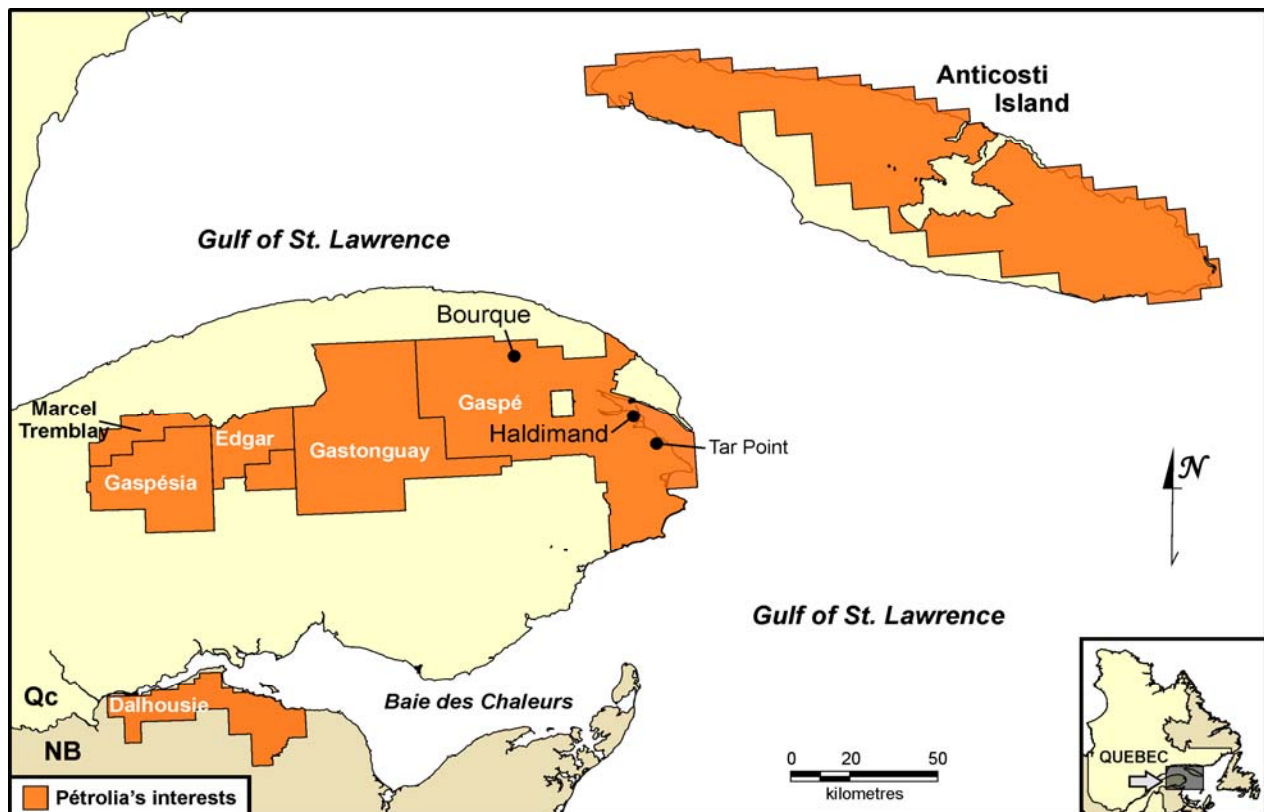 Anticosti
Island
Gulf of St. Lawrence
Bourque
Marcel
Tremblay
Edgar
Gaspé
Haldimand
Gastonguay
Tar Point
Gaspésia
N
Gulf of St. Lawrence
Qc
Dalhousie
Baie des Chaleurs
NB
0 20 50
kilometres
QUEBEC
Pétrolia's interests